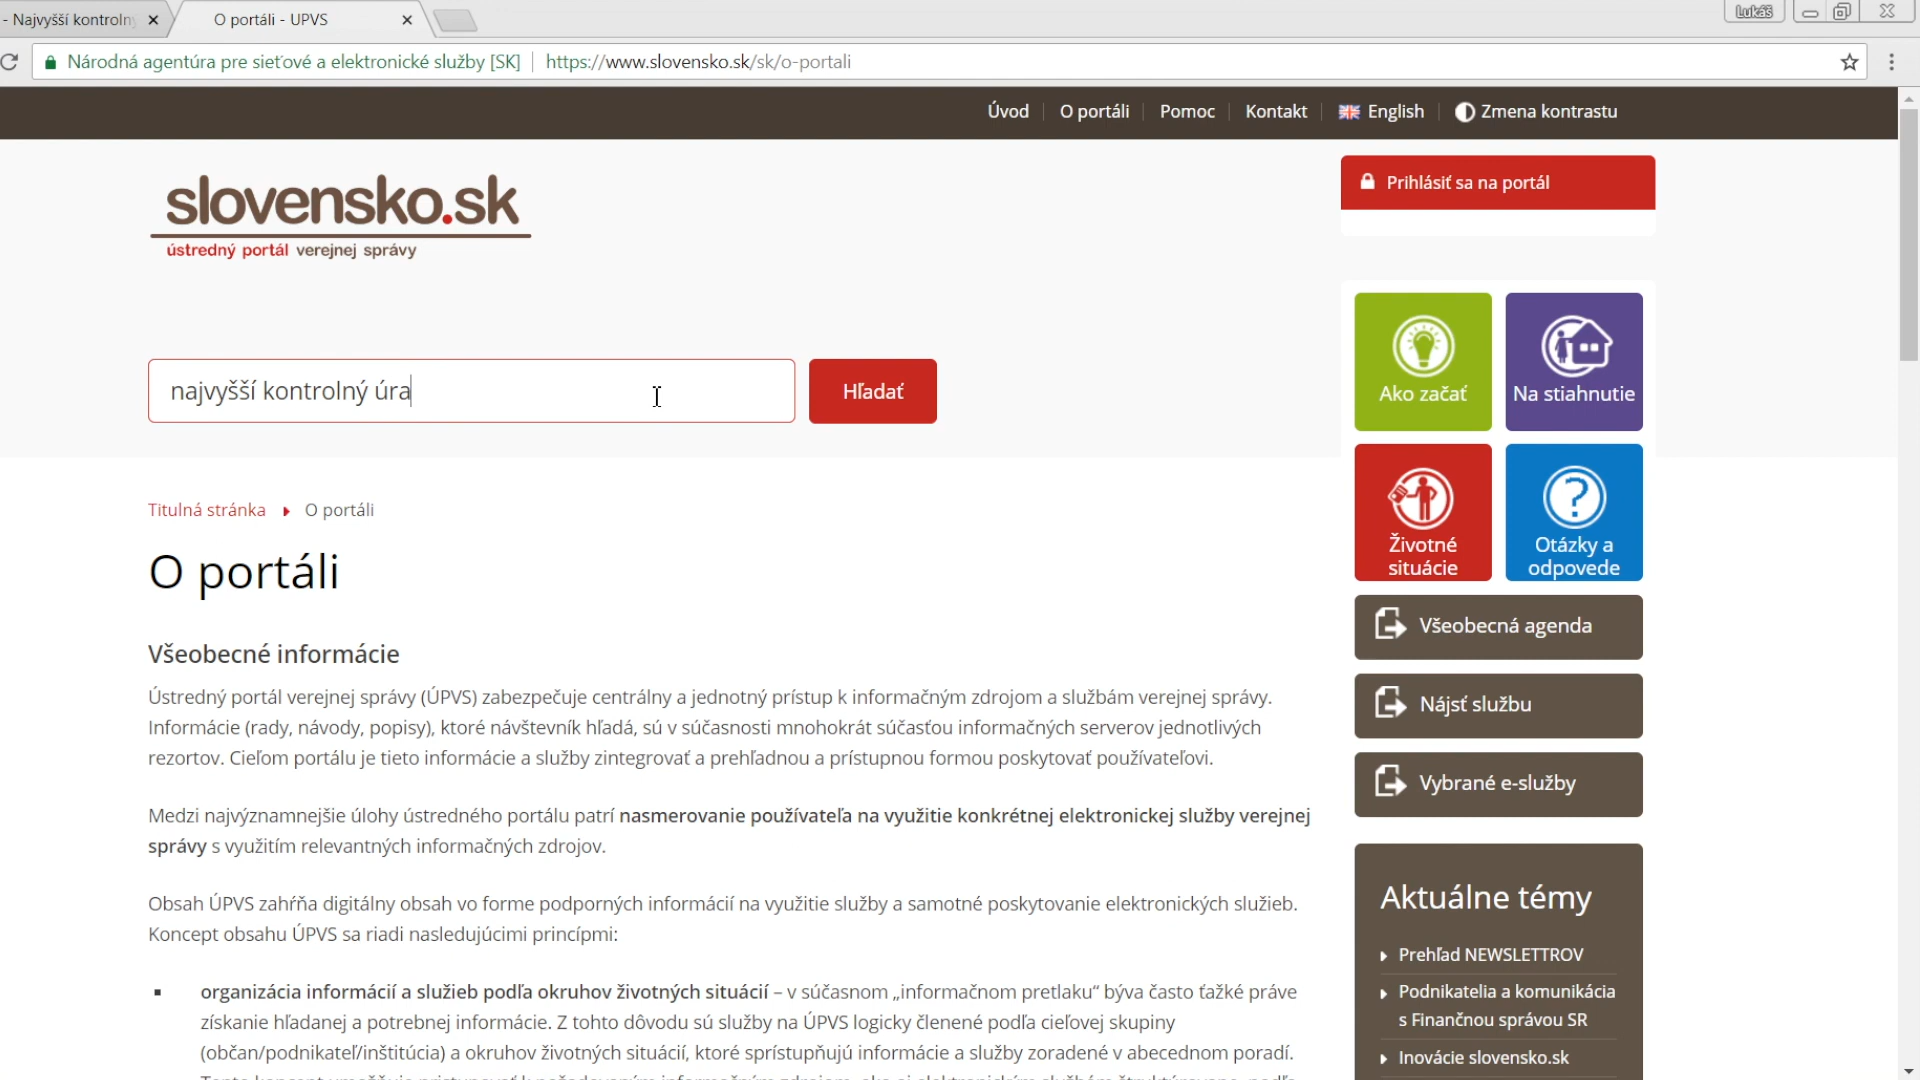 - Najvyšší kontroln
O portáli - UPVS
Lukáš
Národná agentúra pre sieťové a elektronické služby [SK]
https://www.slovensko.sk/sk/o-portali
Úvod
O portáli
Pomoc
Kontakt
English
Zmena kontrastu
slovensko.sk
ústredný portál verejnej správy
Prihlásiť sa na portál
najvyšší kontrolný úra
Hľadať
Ako začať
Na stiahnutie
Životné
situácie
Otázky a
odpovede
Všeobecná agenda
Nájsť službu
Vybrané e-služby
Titulná stránka
O portáli
O portáli
Všeobecné informácie
Ústredný portál verejnej správy (ÚPVS) zabezpečuje centrálny a jednotný prístup k informačným zdrojom a službám verejnej správy.
Informácie (rady, návody, popisy), ktoré návštevník hľadá, sú v súčasnosti mnohokrát súčasťou informačných serverov jednotlivých
rezortov. Cieľom portálu je tieto informácie a služby zintegrovať a prehľadnou a prístupnou formou poskytovať používateľovi.
Medzi najvýznamnejšie úlohy ústredného portálu patrí nasmerovanie používateľa na využitie konkrétnej elektronickej služby verejnej
správy s využitím relevantných informačných zdrojov.
Obsah ÚPVS zahŕňa digitálny obsah vo forme podporných informácií na využitie služby a samotné poskytovanie elektronických služieb.
Koncept obsahu ÚPVS sa riadi nasledujúcimi princípmi:
organizácia informácií a služieb podľa okruhov životných situácií – v súčasnom „informačnom pretlaku“ býva často ťažké práve
získanie hľadanej a potrebnej informácie. Z tohto dôvodu sú služby na ÚPVS logicky členené podľa cieľovej skupiny
(občan/podnikateľ/inštitúcia) a okruhov životných situácií, ktoré sprístupňujú informácie a služby zoradené v abecednom poradí.
Aktuálne témy
Prehľad NEWSLETTROV
Podnikatelia a komunikácia
s Finančnou správou SR
Inovácie slovensko.sk